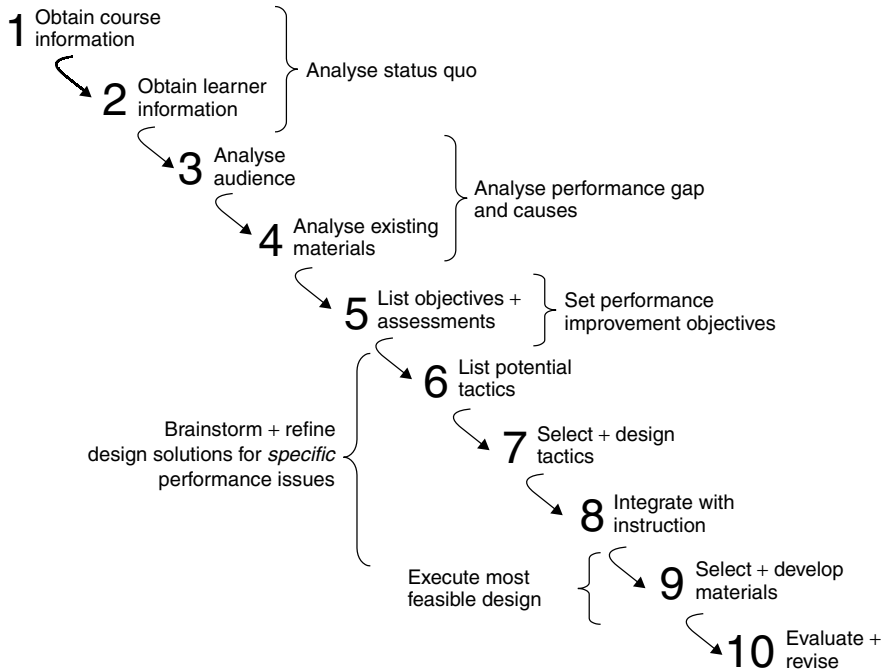 1 Obtain course
information
2 Obtain learner
information
Analyse status quo
3 Analyse
audience
4 Analyse existing
materials
Analyse performance gap
and causes
5 List objectives +
assessments
Set performance
improvement objectives
6 List potential
tactics
7 Select + design
tactics
8 Integrate with
instruction
Brainstorm + refine
design solutions for specific
performance issues
9 Select + develop
materials
Execute most
feasible design
10 Evaluate +
revise